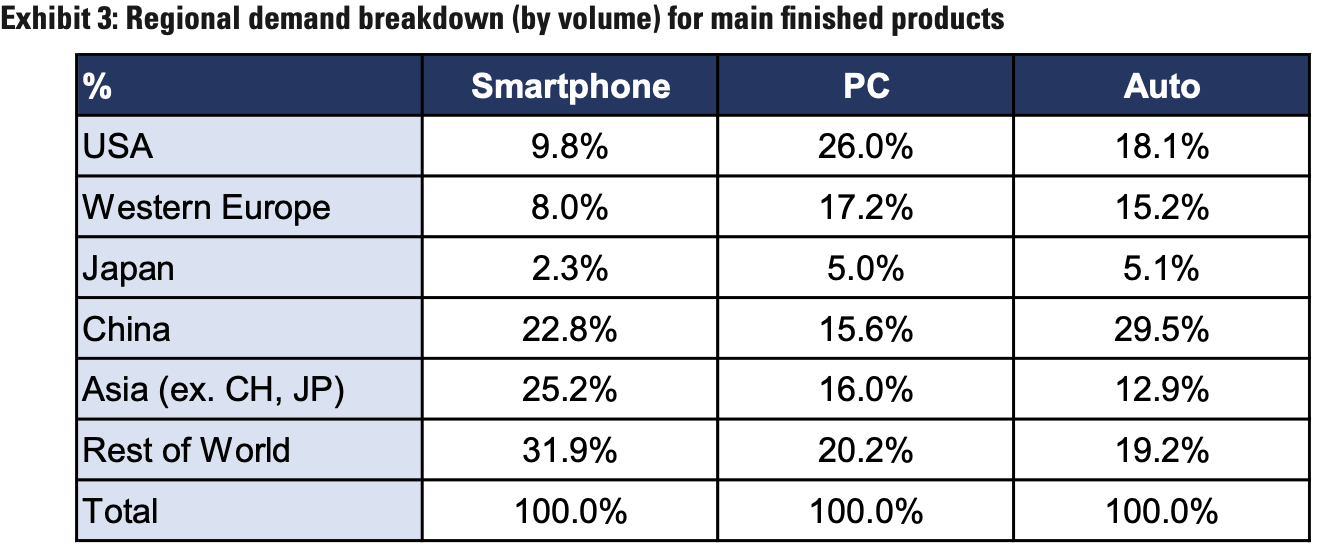 Exhibit 3: Regional demand breakdown (by volume) for main finished products
% Smartphone PC Auto
USA 9.8% 26.0% 18.1%
Western Europe 8.0% 17.2% 15.2%
Japan 2.3% 5.0% 5.1%
China 22.8% 15.6% 29.5%
Asia (ex. CH, JP) 25.2% 16.0% 12.9%
Rest of World 31.9% 20.2% 19.2%
Total 100.0% 100.0% 100.0%